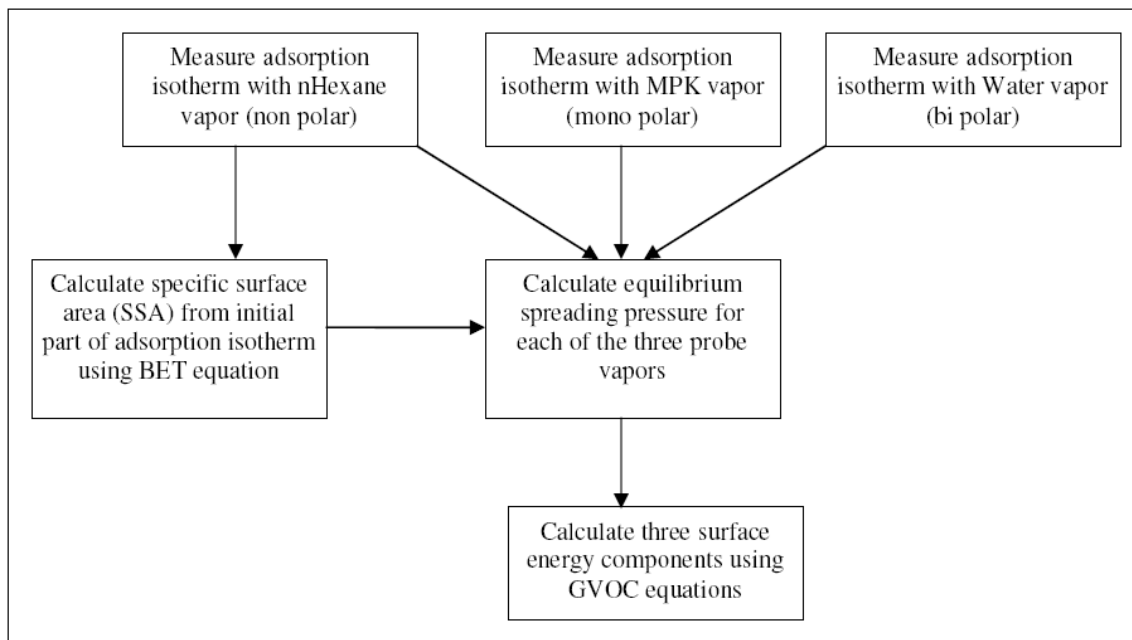 Measure adsorption
isotherm with nHexane
vapor (non polar)
Measure adsorption
isotherm with MPK vapor
(mono polar)
Measure adsorption
isotherm with Water vapor
(bi polar)
Calculate specific surface
area (SSA) from initial
part of adsorption isotherm
using BET equation
Calculate equilibrium
spreading pressure for
each of the three probe
vapors
Calculate three surface
energy components using
GVOC equations